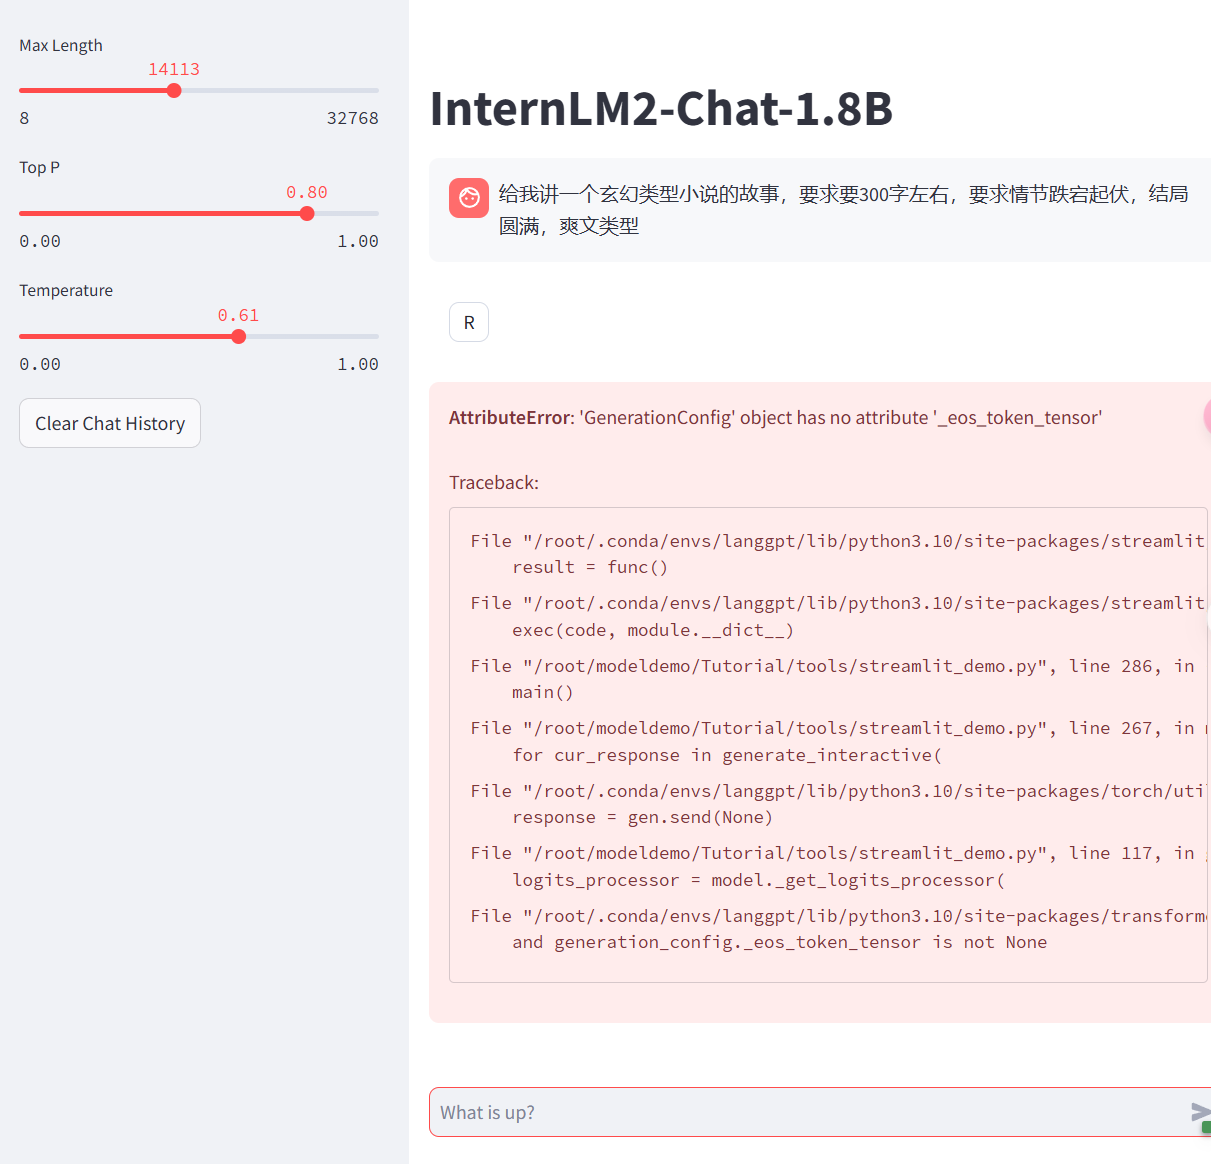 Max Length
14113
8 32768
Top P
0.80
0.00 1.00
Temperature
0.61
0.00 1.00
Clear Chat History
InternLM2-Chat-1.8B
给我讲一个玄幻类型小说的故事，要求要300字左右，要求情节跌宕起伏，结局
圆满，爽文类型
R
AttributeError: 'GenerationConfig' object has no attribute '_eos_token_tensor'
Traceback:
File "/root/.conda/envs/langgpt/lib/python3.10/site-packages/streamlit
result = func()
File "/root/.conda/envs/langgpt/lib/python3.10/site-packages/streamlit
exec(code, module.__dict__)
File "/root/modeldemo/Tutorial/tools/streamlit_demo.py", line 286, in
main()
File "/root/modeldemo/Tutorial/tools/streamlit_demo.py", line 267, in
for cur_response in generate_interactive(
File "/root/.conda/envs/langgpt/lib/python3.10/site-packages/torch/uti
response = gen.send(None)
File "/root/modeldemo/Tutorial/tools/streamlit_demo.py", line 117, in
logits_processor = model._get_logits_processor(
File "/root/.conda/envs/langgpt/lib/python3.10/site-packages/transform
and generation_config._eos_token_tensor is not None
What is up?